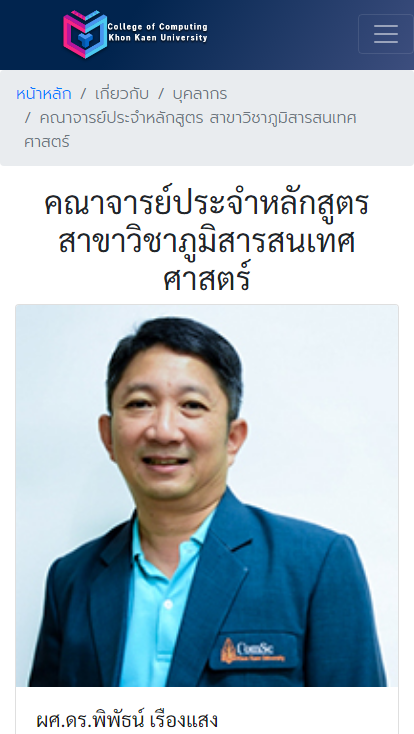 College of Computing
Khon Kaen University
หน้าหลัก / เกี่ยวกับ / บุคลากร
/ คณาจารย์ประจำหลักสูตร สาขาวิชาภูมิสารสนเทศ
ศาสตร์
คณาจารย์ประจำหลักสูตร
สาขาวิชาภูมิสารสนเทศ
ศาสตร์
ComSc
Khon Kaen University
ผศ.ดร.พิพัธน์ เรืองแสง